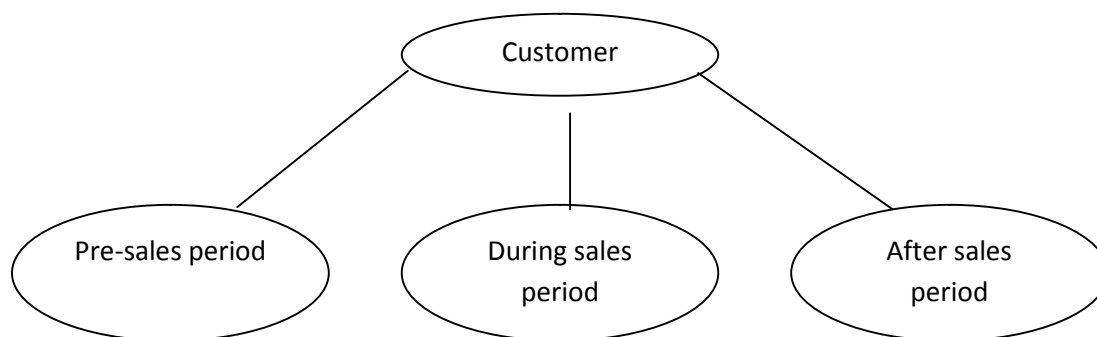 Customer
Pre-sales period
During sales
period
After sales
period